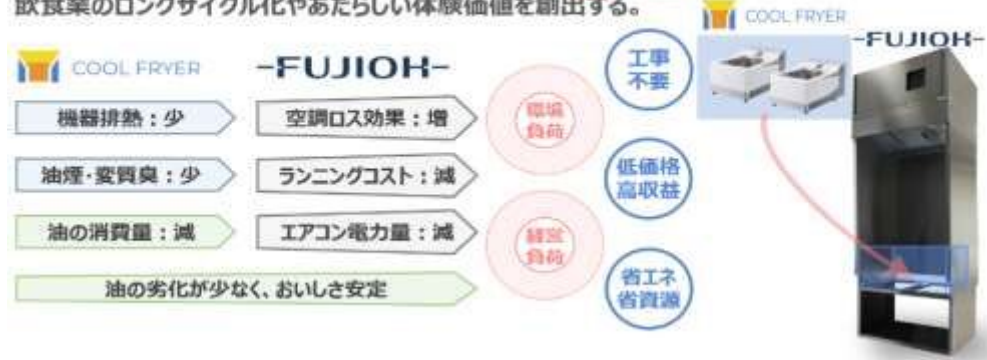 飲食業のロングサイクル化やあたらしい体験価値を創出する。
COOL FRYER
-FUJIOH-
機器排熱：少
空調ロス効果：増
油煙・変質臭：少
ランニングコスト：減
油の消費量：減
エアコン電力量：減
油の劣化が少なく、おいしさ安定
環境
負荷
経営
負荷
工事
不要
低価格
高収益
省エネ
省資源
COOL FRYER
-FUJIOH-